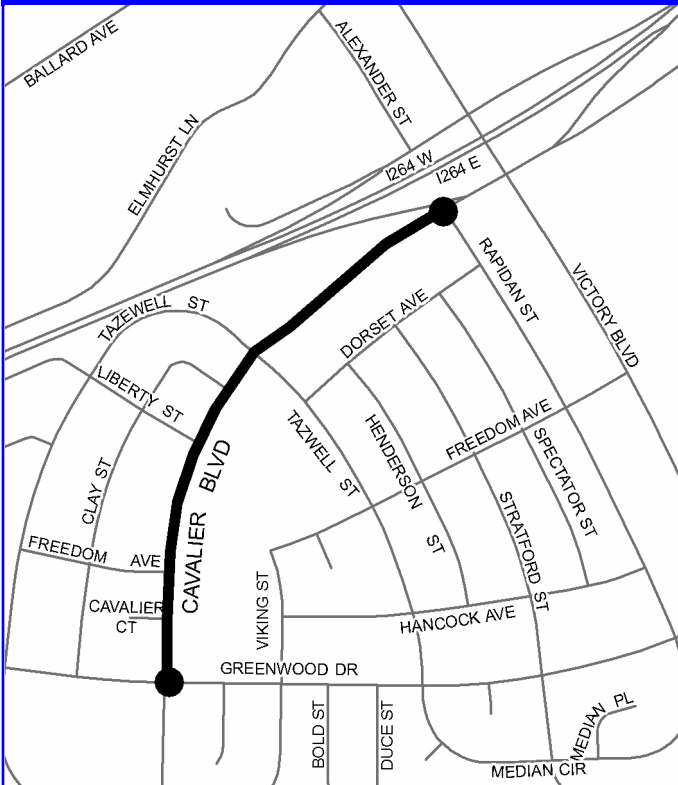 BALLARD AVE
ALEXANDER ST
ELMHURST LN
I264 W
I264 E
RAPIDAN ST
VICTORY BLVD
TAZEWELL ST
DORSET AVE
LIBERTY ST
TAZWELL ST
HENDERSON ST
FREEDOM AVE
SPECTATOR ST
CAVALIER BLVD
CLAY ST
STRATFORD ST
FREEDOM AVE
VIKING ST
CAVALIER
CT
HANCOCK AVE
GREENWOOD DR
BOLD ST
DUCE ST
MEDIAN PL
MEDIAN CIR